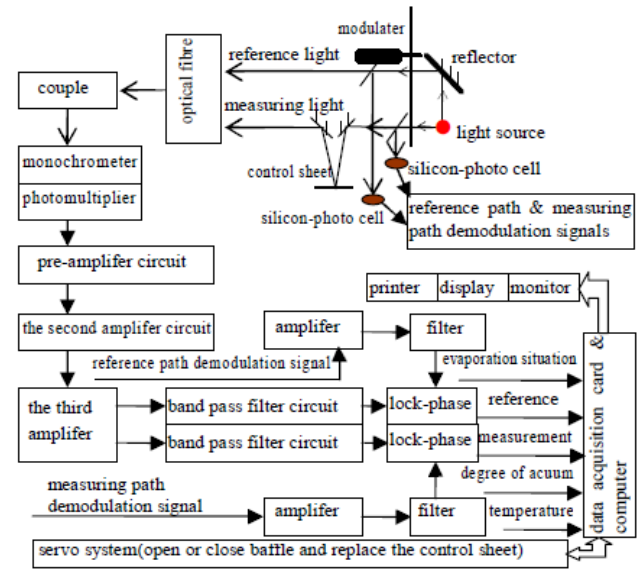 modulater
reference light
reflector
optical fibre
couple
measuring light
light source
monochrometer
control sheet
silicon-photo cell
photomultiplier
silicon-photo cell
reference path & measuring
path demodulation signals
pre-amplifer circuit
printer
display
monitor
the second amplifer circuit
amplifer
filter
reference path demodulation signal
evaporation situation
data acquisition card &
computer
the third
amplifer
band pass filter circuit
lock-phase
reference
band pass filter circuit
lock-phase
measurement
degree of acuum
measuring path
demodulation signal
amplifer
filter
temperature
servo system(open or close baffle and replace the control sheet)